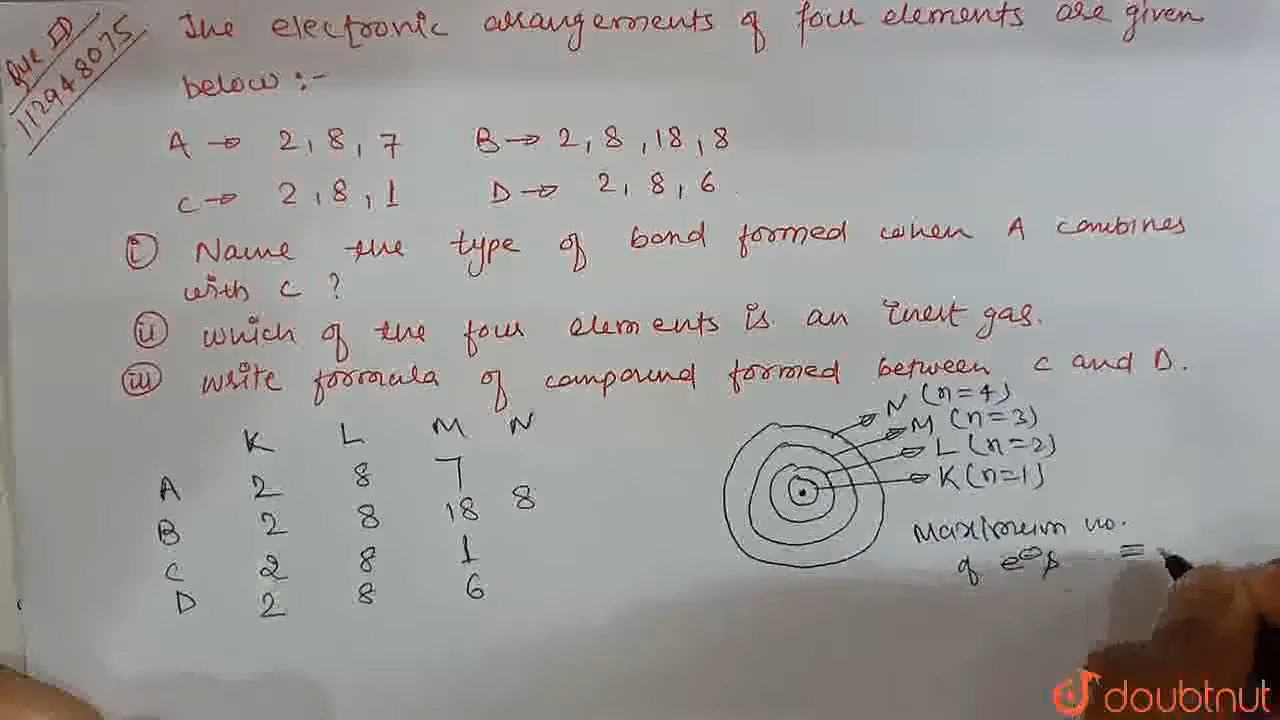 Que ID
112948075
The electronic arrangements of four elements are given
below :-
A → 2, 8, 7 B → 2, 8, 18, 8
C → 2, 8, 1 D → 2, 8, 6
(i) Name the type of bond formed when A combines
with C ?
(ii) which of the four elements is an inert gas.
(iii) write formula of compound formed between C and D.
K L M N
A 2 8 7
B 2 8 18 8
C 2 8 1
D 2 8 6
N (n=4)
M (n=3)
L (n=2)
K (n=1)
Maximum no.
of e⊖s =
doubtnut